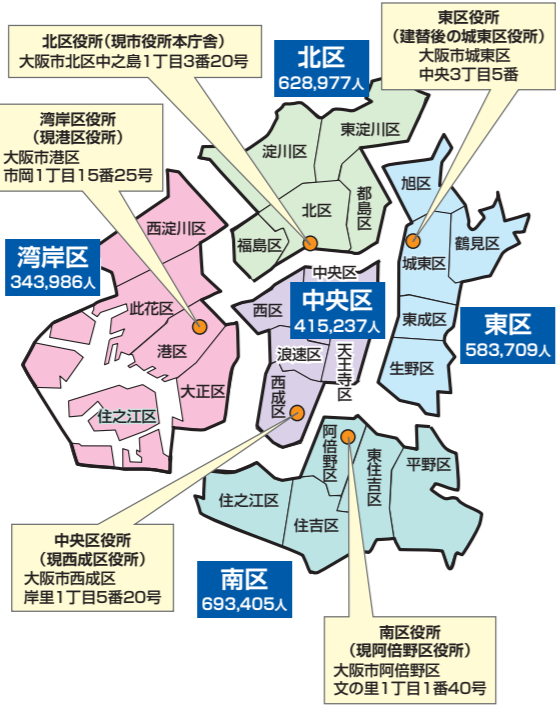 北区役所(現市役所本庁舎)
大阪市北区中之島1丁目3番20号
北区
628,977人
東区役所
(建替後の城東区役所)
大阪市城東区
中央3丁目5番
湾岸区役所
(現港区役所)
大阪市港区
市岡1丁目15番25号
淀川区
東淀川区
北区
都島区
福島区
旭区
鶴見区
城東区
東成区
生野区
東区
583,709人
湾岸区
343,986人
西淀川区
此花区
港区
大正区
住之江区
中央区
中央区
415,237人
西区
浪速区
天王寺区
西成区
阿倍野区
東住吉区
平野区
住之江区
住吉区
南区
693,405人
中央区役所
(現西成区役所)
大阪市西成区
岸里1丁目5番20号
南区役所
(現阿倍野区役所)
大阪市阿倍野区
文の里1丁目1番40号